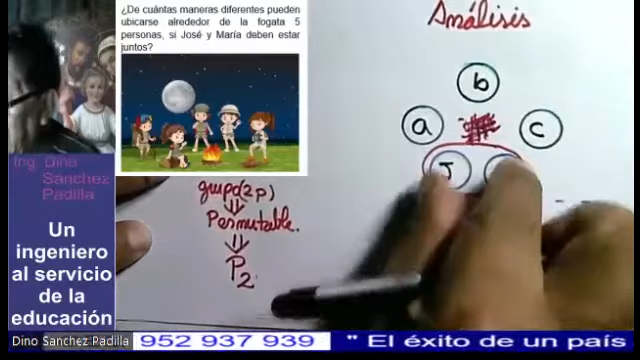 ¿De cuántas maneras diferentes pueden
ubicarse alrededor de la fogata 5
personas, si José y María deben estar
juntos?
Análisis
b
a
c
J
grupo(2p)
Permutable.
P2
Ing. Dino
Sanchez
Padilla
Un
ingeniero
al servicio
de la
educación
Dino Sanchez Padilla
952 937 939
" El éxito de un país